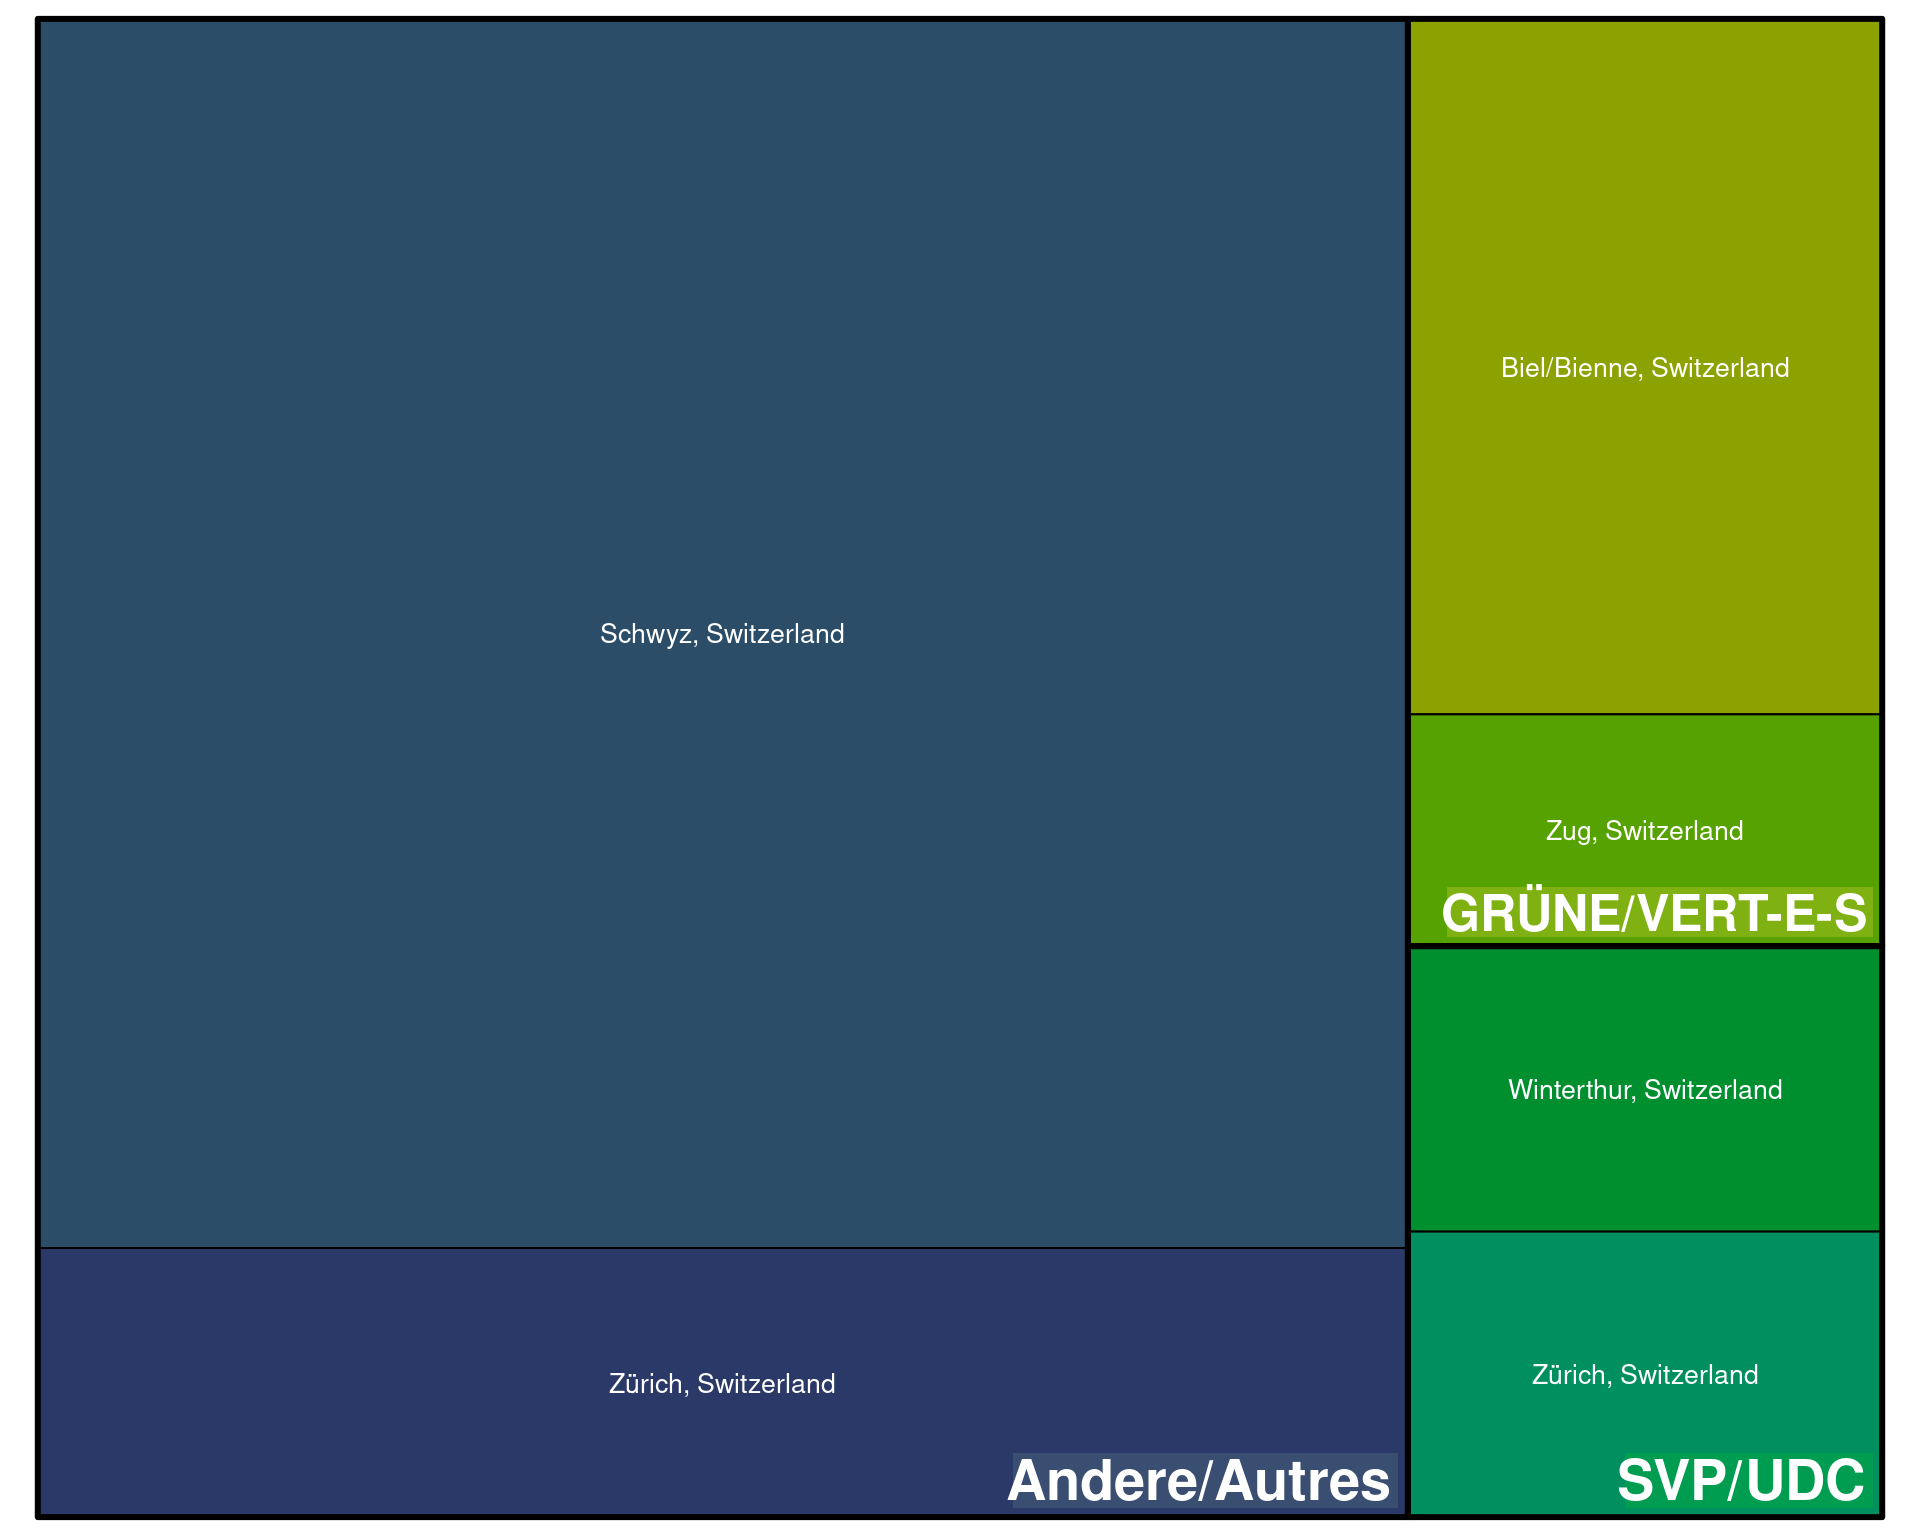 Schwyz, Switzerland
Zürich, Switzerland
Andere/Autres
Biel/Bienne, Switzerland
Zug, Switzerland
GRÜNE/VERT-E-S
Winterthur, Switzerland
Zürich, Switzerland
SVP/UDC